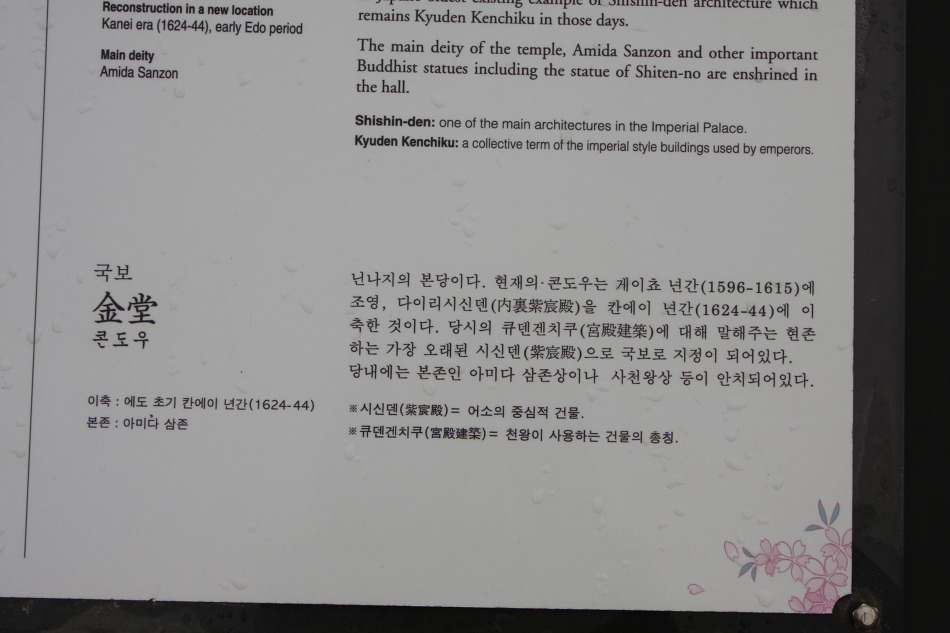 Reconstruction in a new location
Kanei era (1624-44), early Edo period
Main deity
Amida Sanzon
oldest existing example of Shishin-den architecture which
remains Kyuden Kenchiku in those days.
The main deity of the temple, Amida Sanzon and other important
Buddhist statues including the statue of Shiten-no are enshrined in
the hall.
Shishin-den: one of the main architectures in the Imperial Palace.
Kyuden Kenchiku: a collective term of the imperial style buildings used by emperors.
국보
金堂
콘도우
이축 : 에도 초기 칸에이 년간(1624-44)
본존 : 아미다 삼존
닌나지의 본당이다. 현재의·콘도우는 게이쵸 년간(1596-1615)에
조영, 다이리시신덴(内裏紫宸殿)을 칸에이 년간(1624-44)에 이
축한 것이다. 당시의 큐덴겐치쿠(宮殿建築)에 대해 말해주는 현존
하는 가장 오래된 시신덴(紫宸殿)으로 국보로 지정이 되어있다.
당내에는 본존인 아미다 삼존상이나 사천왕상 등이 안치되어있다.
※시신덴(紫宸殿)= 어소의 중심적 건물.
※큐덴겐치쿠(宮殿建築)= 천왕이 사용하는 건물의 총칭.